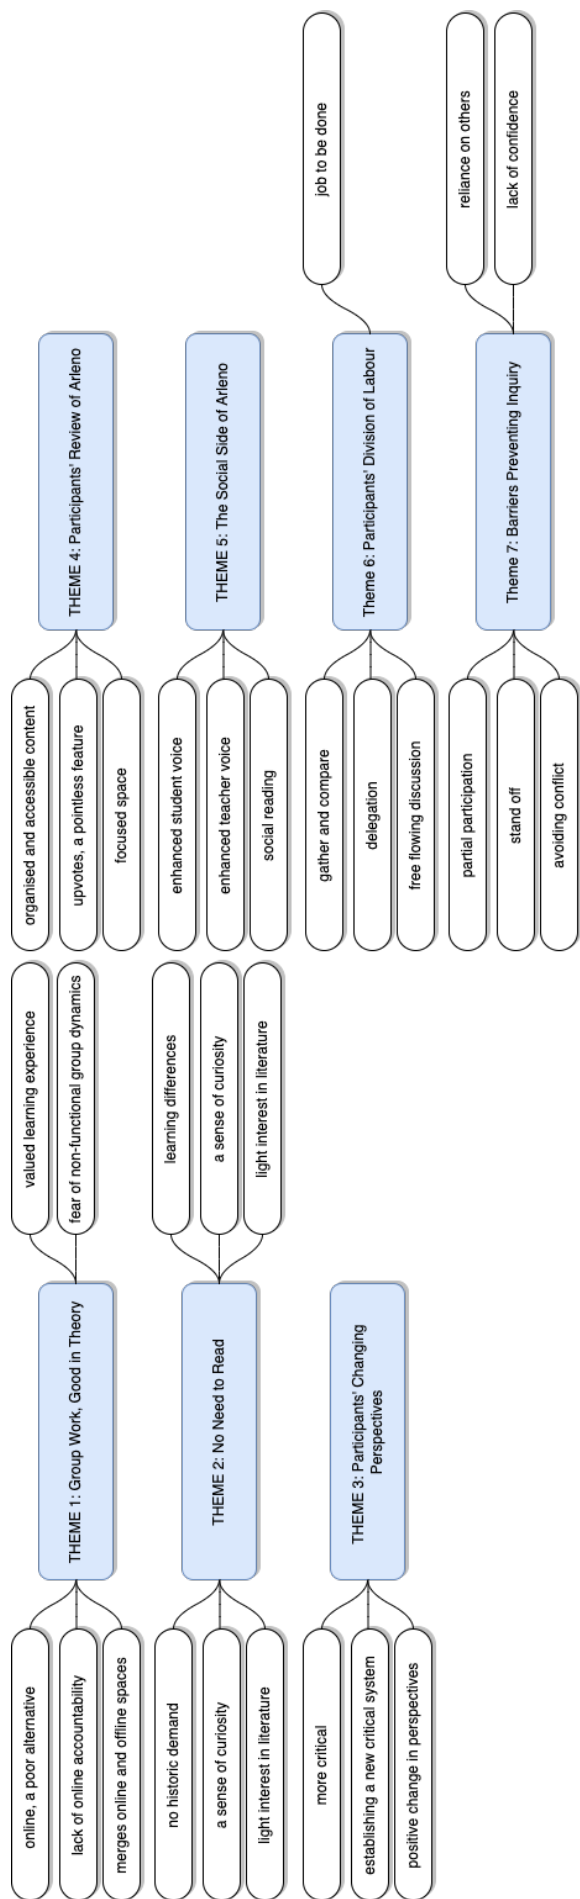 online, a poor alternative
lack of online accountability
merges online and offline spaces
THEME 1: Group Work, Good in Theory
valued learning experience
fear of non-functional group dynamics
no historic demand
a sense of curiosity
light interest in literature
THEME 2: No Need to Read
learning differences
a sense of curiosity
light interest in literature
more critical
establishing a new critical system
positive change in perspectives
THEME 3: Participants' Changing
Perspectives
organised and accessible content
upvotes, a pointless feature
focused space
THEME 4: Participants' Review of Arleno
enhanced student voice
enhanced teacher voice
social reading
THEME 5: The Social Side of Arleno
gather and compare
delegation
free flowing discussion
Theme 6: Participants' Division of Labour
job to be done
partial participation
stand off
avoiding conflict
Theme 7: Barriers Preventing Inquiry
reliance on others
lack of confidence